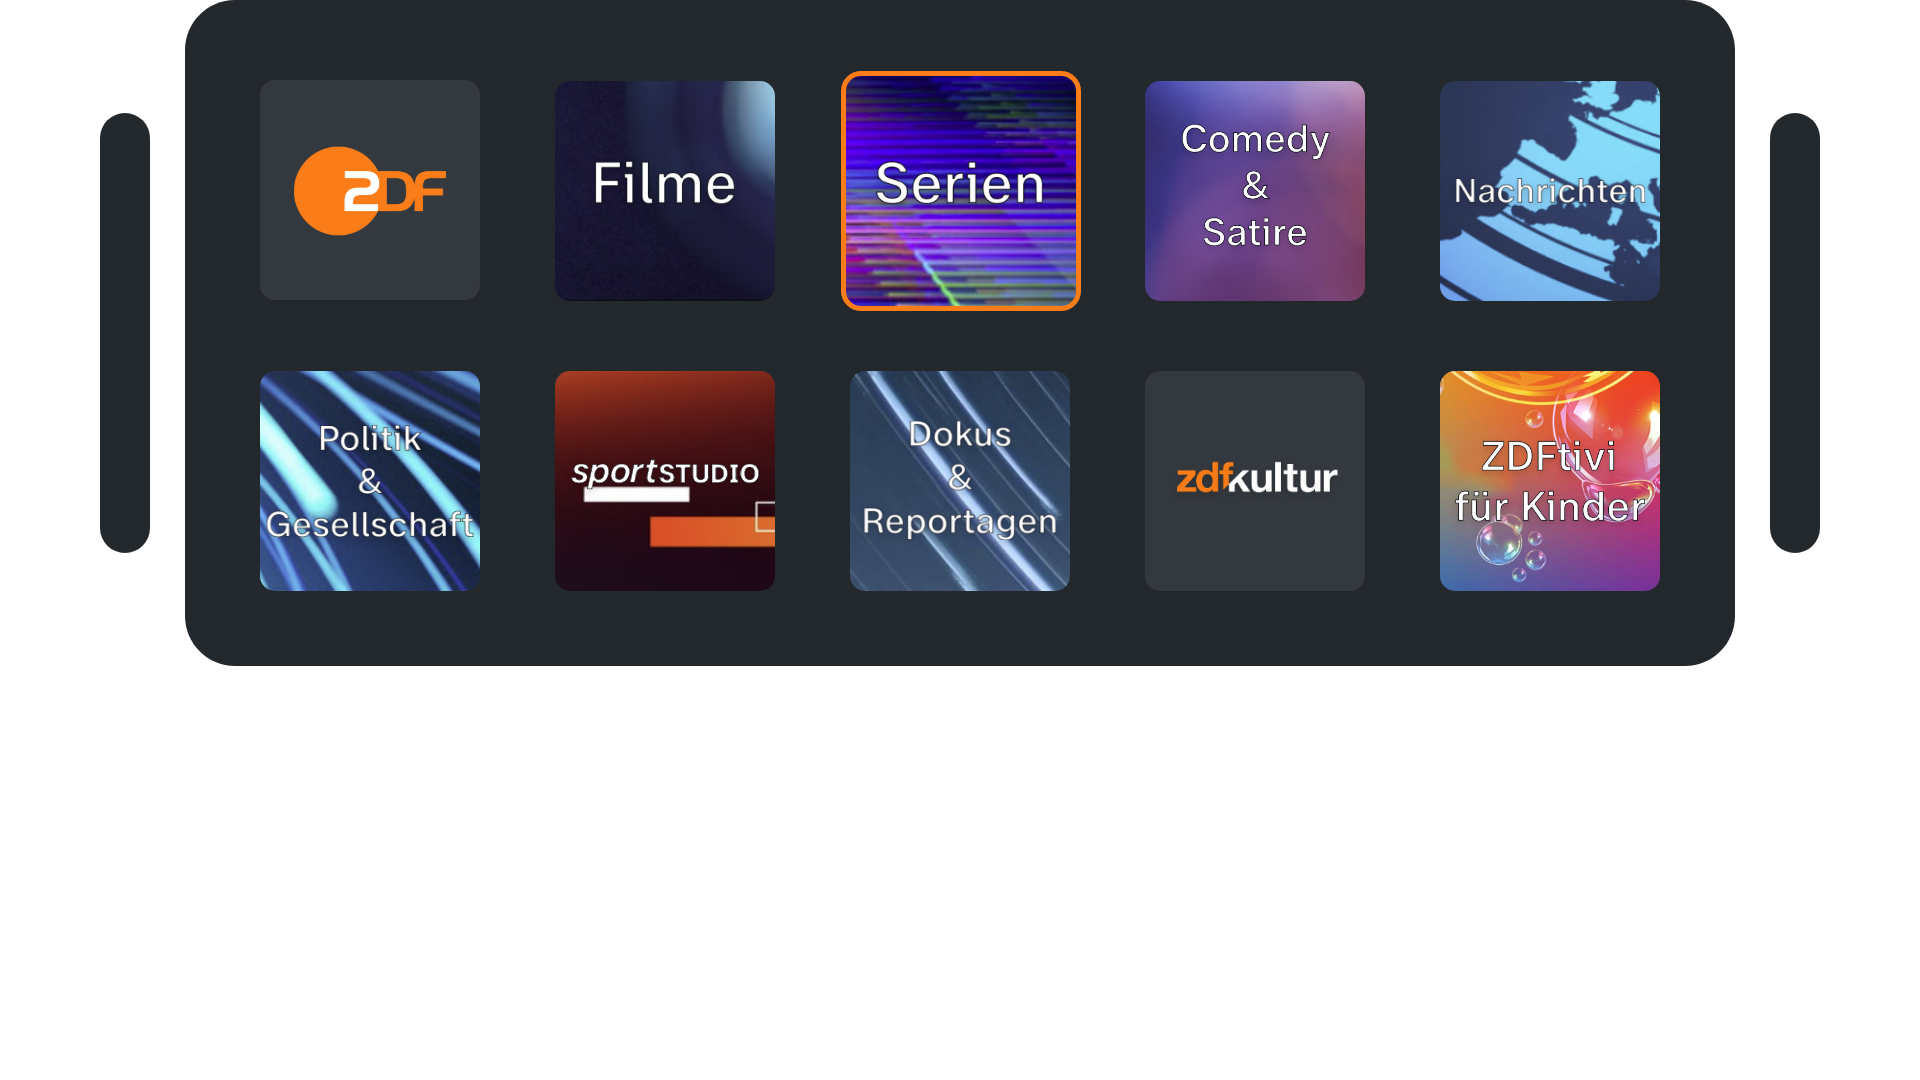 ZDF
Filme
Serien
Comedy
&
Satire
Nachrichten
Politik
&
Gesellschaft
sportSTUDIO
Dokus
&
Reportagen
zdfkultur
ZDFtivi
für Kinder